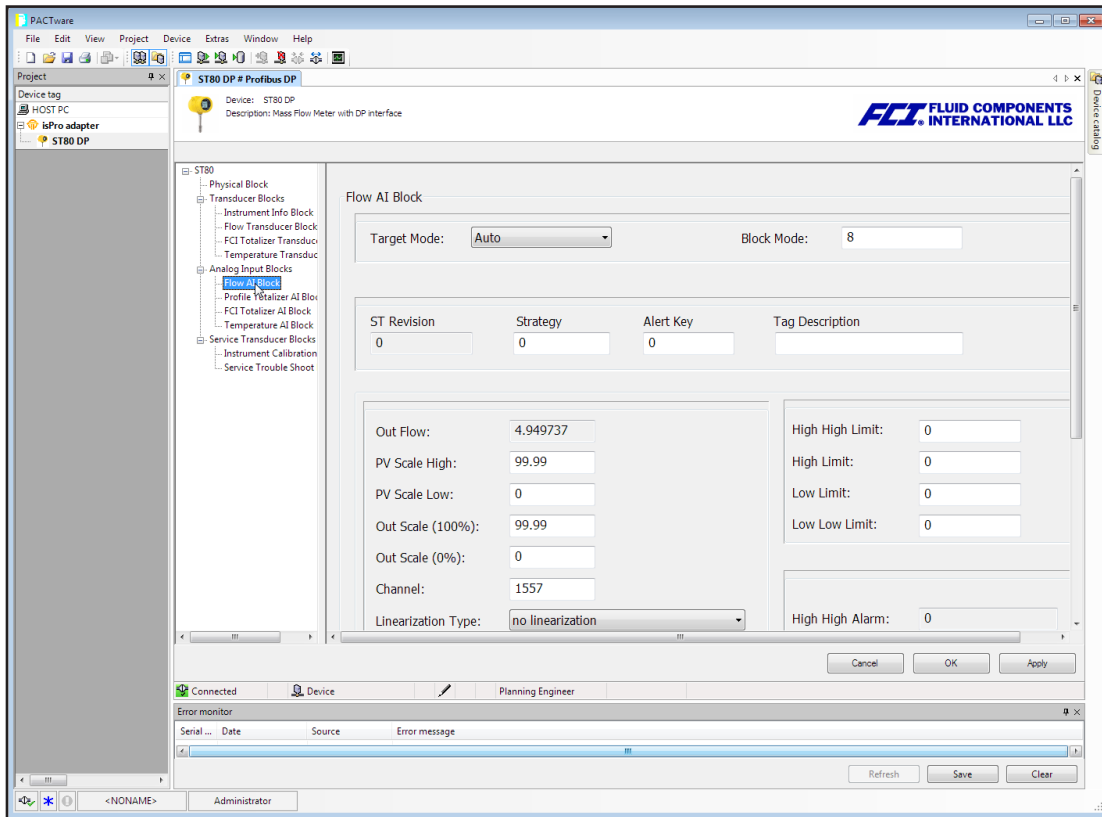 PACTware
File Edit View Project Device Extras Window Help
Project
Device tag
HOST PC
isPro adapter
ST80 DP
ST80 DP # Profibus DP
Device: ST80 DP
Description: Mass Flow Meter with DP interface
FCI. FLUID COMPONENTS
INTERNATIONAL LLC
Device catalog
ST80
Physical Block
Transducer Blocks
Instrument Info Block
Flow Transducer Block
FCI Totalizer Transduce
Temperature Transduc
Analog Input Blocks
Flow AI Block
Profile Totalizer AI Bloc
FCI Totalizer AI Block
Temperature AI Block
Service Transducer Blocks
Instrument Calibration
Service Trouble Shoot
Flow AI Block
Target Mode: Auto Block Mode: 8
ST Revision Strategy Alert Key Tag Description
0 0 0
Out Flow: 4.949737
PV Scale High: 99.99
PV Scale Low: 0
Out Scale (100%): 99.99
Out Scale (0%): 0
Channel: 1557
Linearization Type: no linearization
High High Limit: 0
High Limit: 0
Low Limit: 0
Low Low Limit: 0
High High Alarm: 0
Cancel OK Apply
Connected Device Planning Engineer
Error monitor
Serial ... Date Source Error message
Refresh Save Clear
<NONAME> Administrator